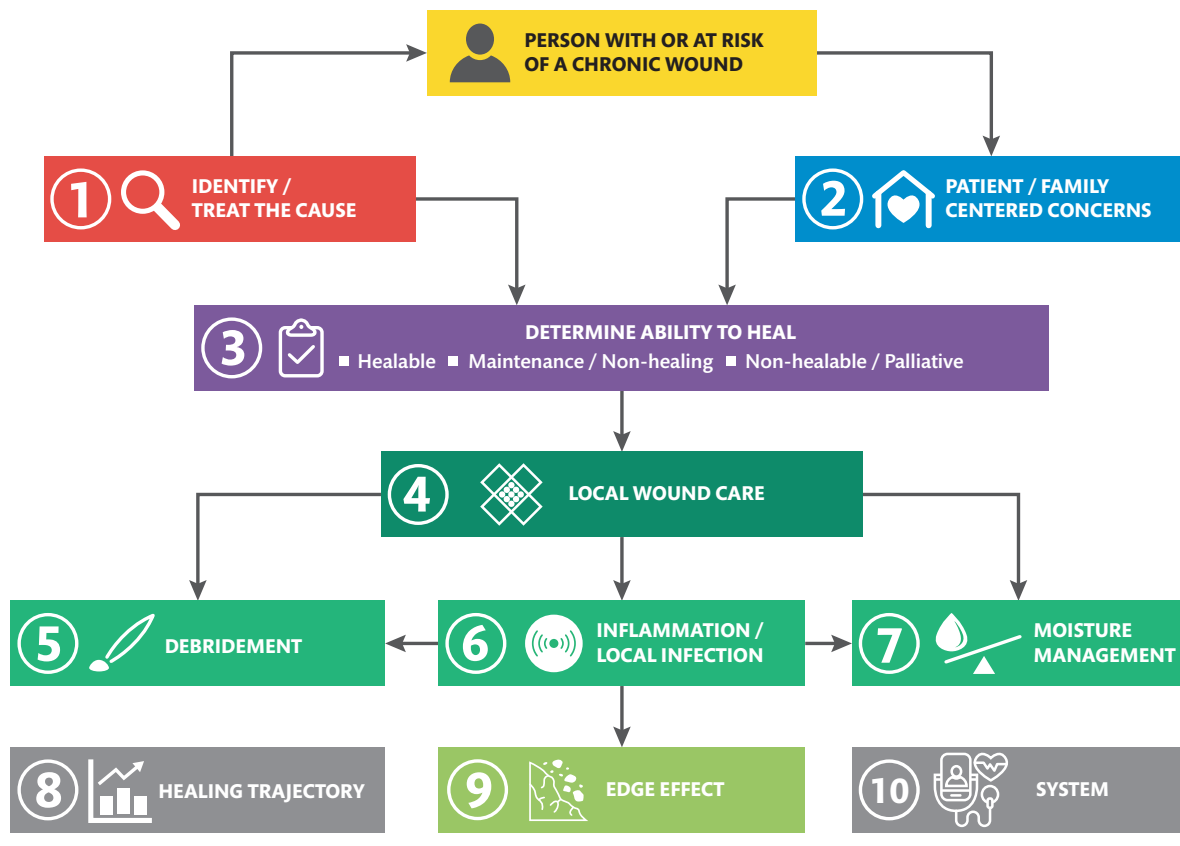 PERSON WITH OR AT RISK
OF A CHRONIC WOUND
1
IDENTIFY /
TREAT THE CAUSE
2
PATIENT / FAMILY
CENTERED CONCERNS
3
DETERMINE ABILITY TO HEAL
Healable Maintenance / Non-healing Non-healable / Palliative
4
LOCAL WOUND CARE
5
DEBRIDEMENT
6
INFLAMMATION /
LOCAL INFECTION
7
MOISTURE
MANAGEMENT
8
HEALING TRAJECTORY
9
EDGE EFFECT
10
SYSTEM